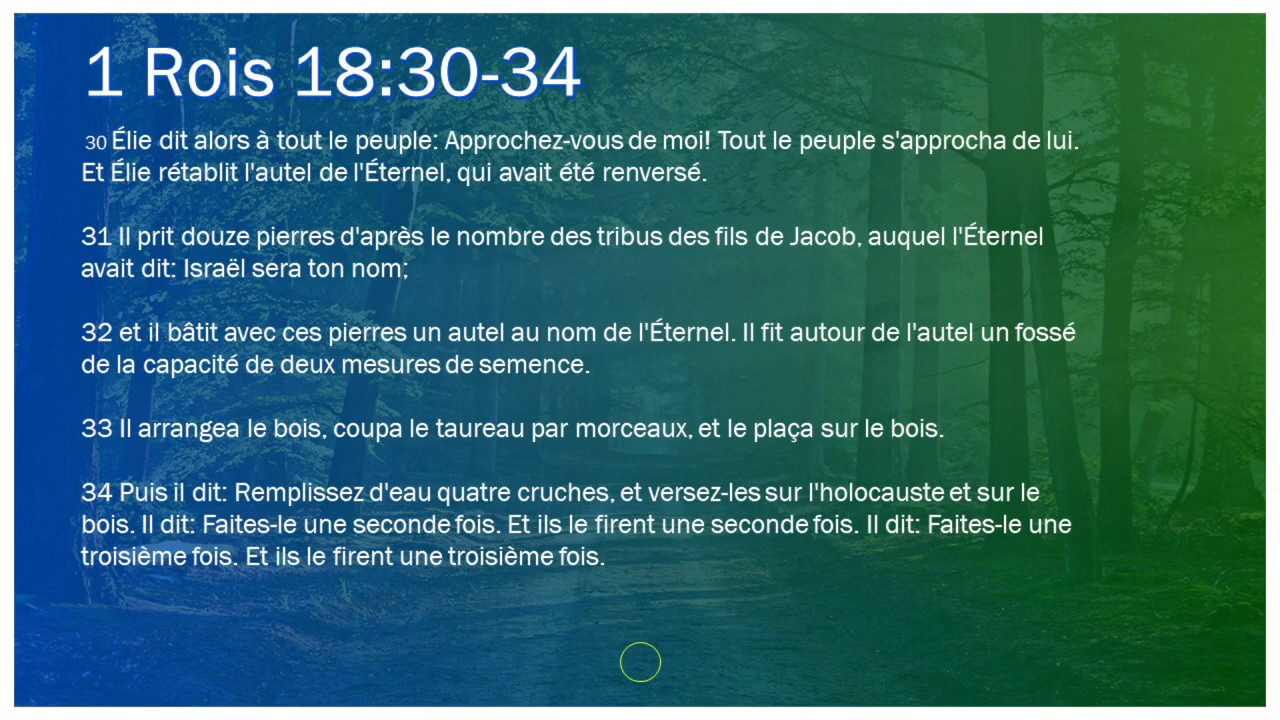 1 Rois 18:30-34
30 Élie dit alors à tout le peuple: Approchez-vous de moi! Tout le peuple s'approcha de lui.
Et Élie rétablit l'autel de l'Éternel, qui avait été renversé.
31 Il prit douze pierres d'après le nombre des tribus des fils de Jacob, auquel l'Éternel
avait dit: Israël sera ton nom;
32 et il bâtit avec ces pierres un autel au nom de l'Éternel. Il fit autour de l'autel un fossé
de la capacité de deux mesures de semence.
33 Il arrangea le bois, coupa le taureau par morceaux, et le plaça sur le bois.
34 Puis il dit: Remplissez d'eau quatre cruches, et versez-les sur l'holocauste et sur le
bois. Il dit: Faites-le une seconde fois. Et ils le firent une seconde fois. Il dit: Faites-le une
troisième fois. Et ils le firent une troisième fois.